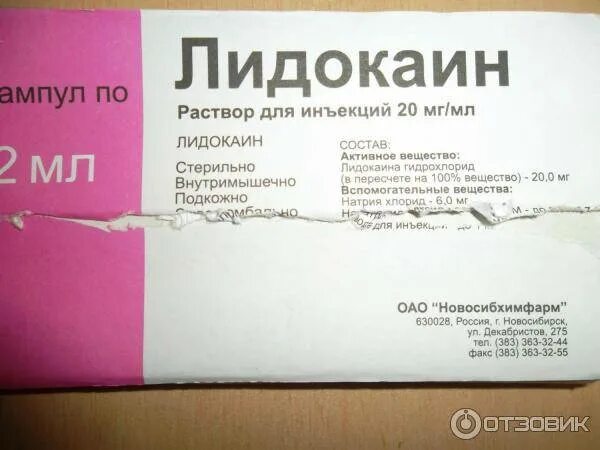 ампул по
2 мл
Лидокаин
Раствор для инъекций 20 мг/мл
ЛИДОКАИН
Стерильно
Внутримышечно
Подкожно
СОСТАВ:
Активное вещество:
Лидокаина гидрохлорид
(в пересчете на 100% вещество) - 20,0 мг
Вспомогательные вещества:
Натрия хлорид - 6,0 мг
для инъекций
ОАО "Новосибхимфарм"
630028, Россия, г. Новосибирск,
ул. Декабристов, 275
тел. (383) 363-32-44
факс (383) 363-32-55
ОТЗОВИК